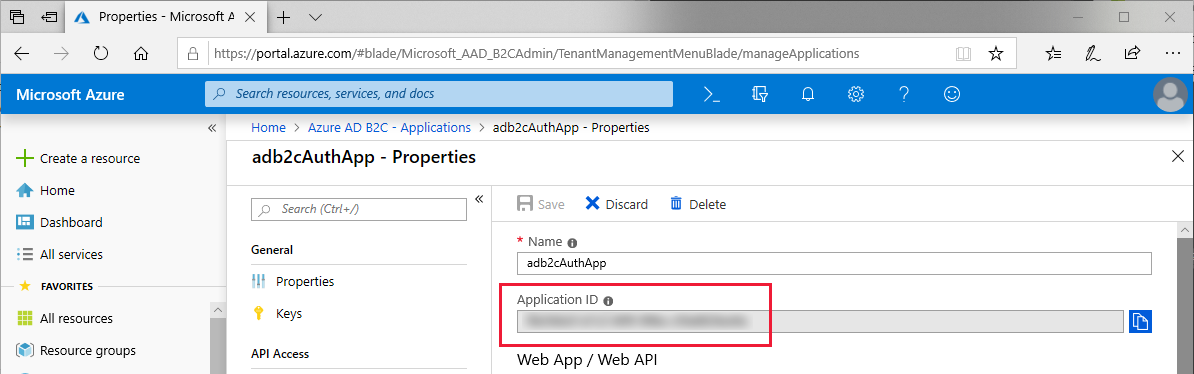 Properties - Microsoft A
https://portal.azure.com/#blade/Microsoft_AAD_B2CAdmin/TenantManagementMenuBlade/manageApplications
Microsoft Azure
Search resources, services, and docs
Home > Azure AD B2C - Applications > adb2cAuthApp - Properties
adb2cAuthApp - Properties
Create a resource
Home
Dashboard
All services
FAVORITES
All resources
Resource groups
Search (Ctrl+/)
General
Properties
Keys
API Access
Save Discard Delete
* Name
adb2cAuthApp
Application ID
Web App / Web API